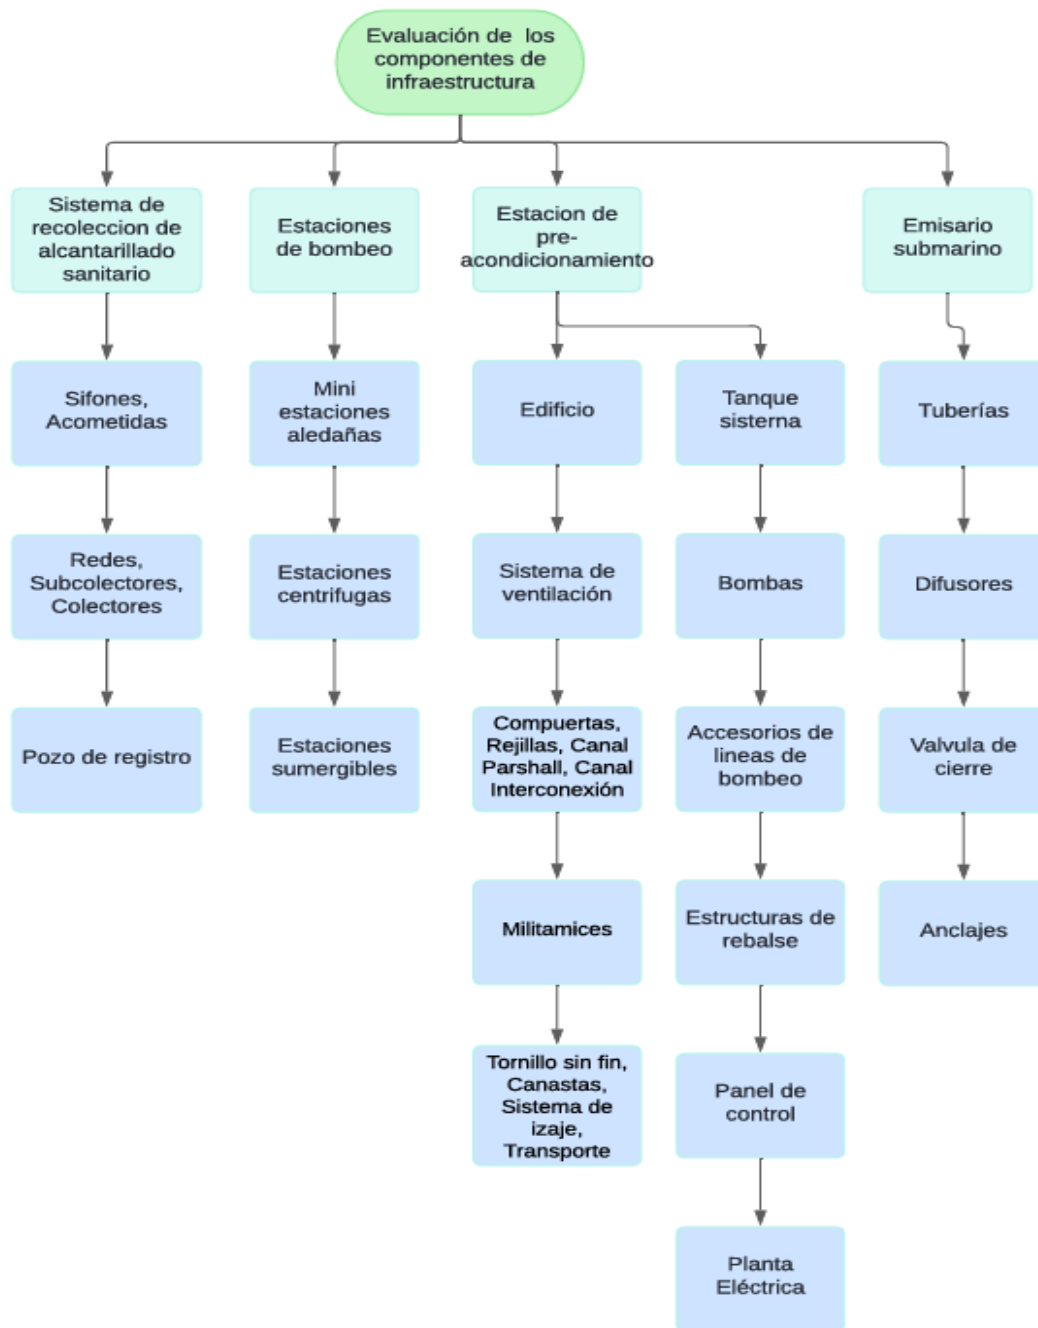 Evaluación de los
componentes de
infraestructura
Sistema de
recoleccion de
alcantarillado
sanitario
Estaciones
de bombeo
Estacion de
pre-
acondicionamiento
Emisario
submarino
Sifones,
Acometidas
Mini
estaciones
aledañas
Edificio
Tanque
sisterna
Tuberías
Redes,
Subcolectores,
Colectores
Estaciones
centrifugas
Sistema de
ventilación
Bombas
Difusores
Pozo de registro
Estaciones
sumergibles
Compuertas,
Rejillas, Canal
Parshall, Canal
Interconexión
Accesorios de
lineas de
bombeo
Valvula de
cierre
Militamices
Estructuras de
rebalse
Anclajes
Tornillo sin fin,
Canastas,
Sistema de
izaje,
Transporte
Panel de
control
Planta
Eléctrica